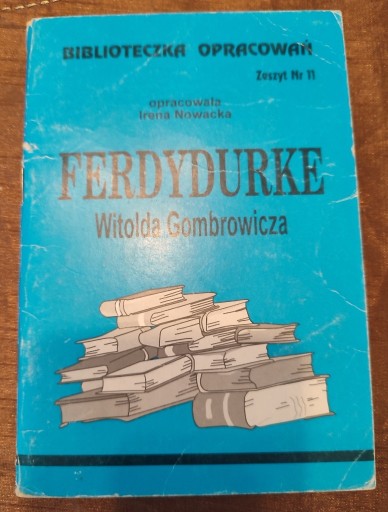 BIBLIOTECZKA OPRACOWAŃ
Zeszyt Nr 11
opracowała
Irena Nowacka
FERDYDURKE
Witolda Gombrowicza